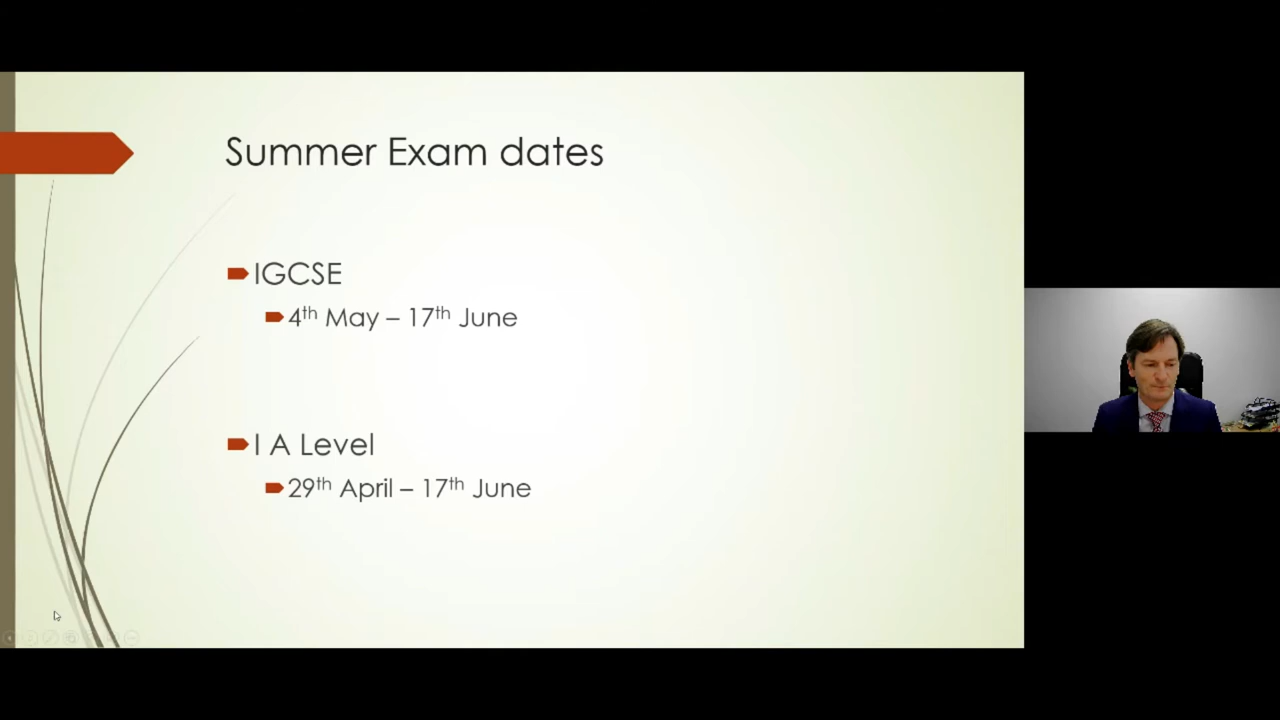 Summer Exam dates
IGCSE
4th May – 17th June
I A Level
29th April – 17th June